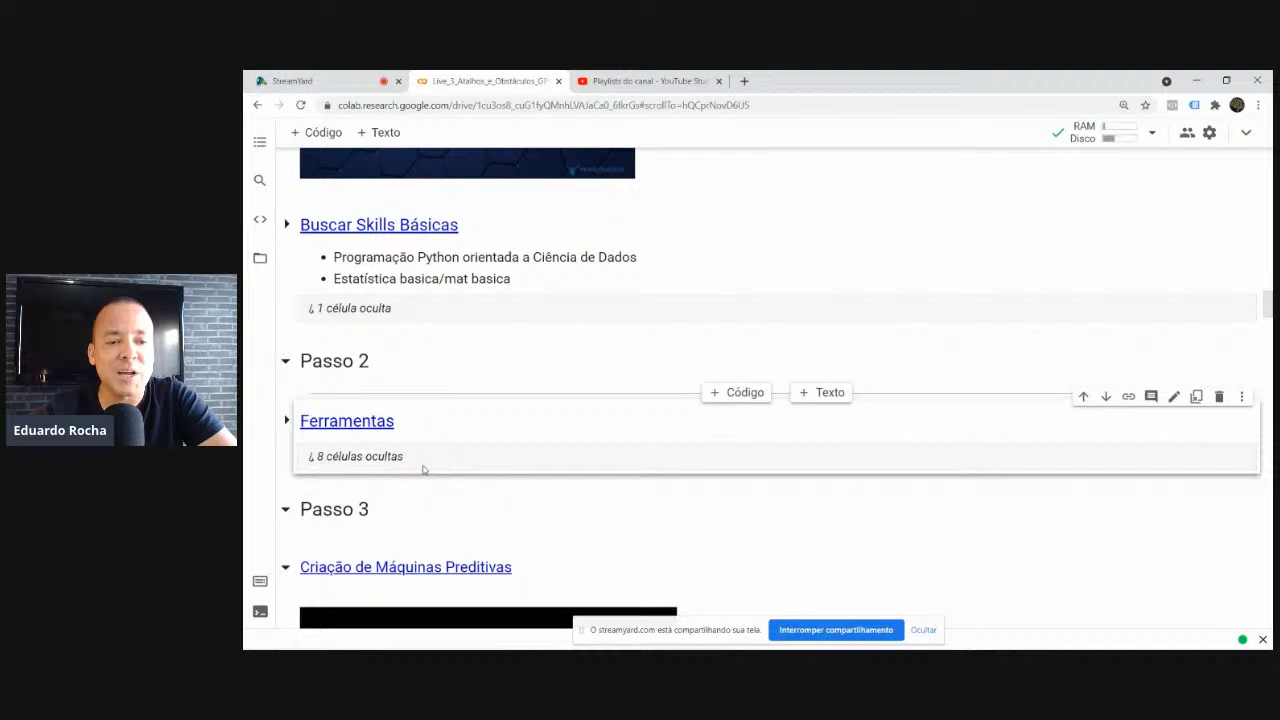 StreamYard
Live_3_Atalhos_e_Obstáculos_GP
Playlists do canal - YouTube Stu
colab.research.google.com/drive/1cu3os8_cuG1fyQMnhLVAJaCa0_6fkrGs#scrollTo=hQCprNovD6U5
+ Código + Texto
RAM
Disco
Buscar Skills Básicas
• Programação Python orientada a Ciência de Dados
• Estatística basica/mat basica
↳ 1 célula oculta
Passo 2
+ Código + Texto
Ferramentas
↳ 8 células ocultas
Eduardo Rocha
Passo 3
Criação de Máquinas Preditivas
O streamyard.com está compartilhando sua tela. Interromper compartilhamento Ocultar